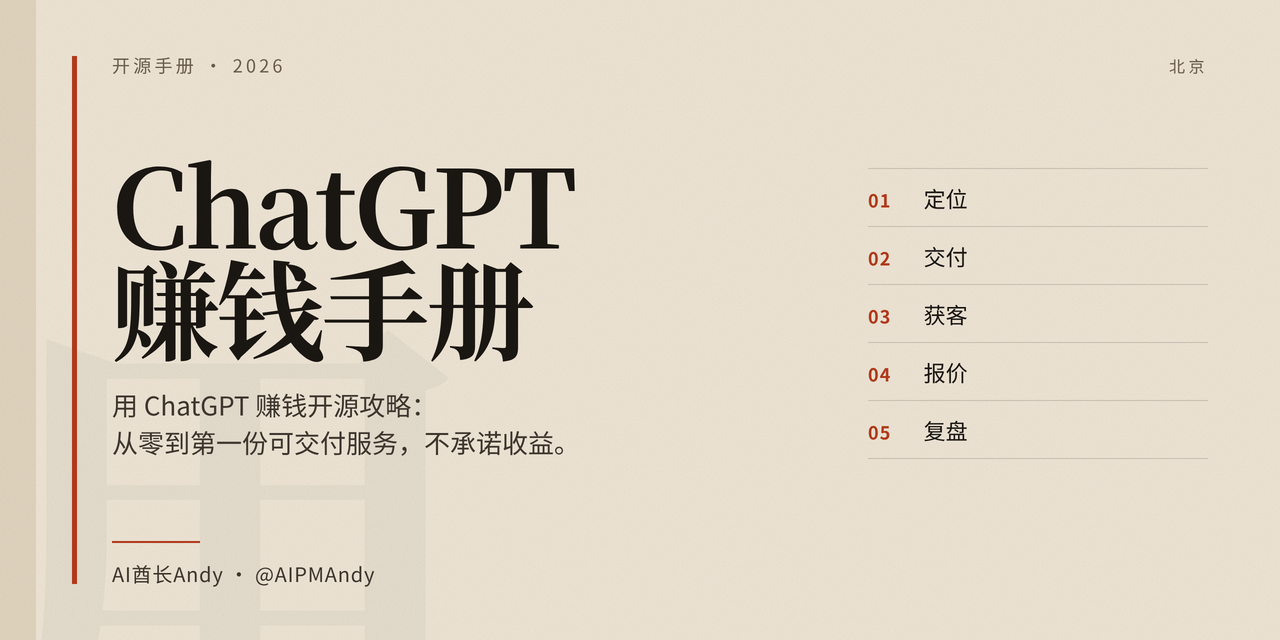 开源手册 · 2026
北京
ChatGPT
赚钱手册
用 ChatGPT 赚钱开源攻略：
从零到第一份可交付服务，不承诺收益。
AI酋长Andy · @AIPMAndy
01 定位
02 交付
03 获客
04 报价
05 复盘
用